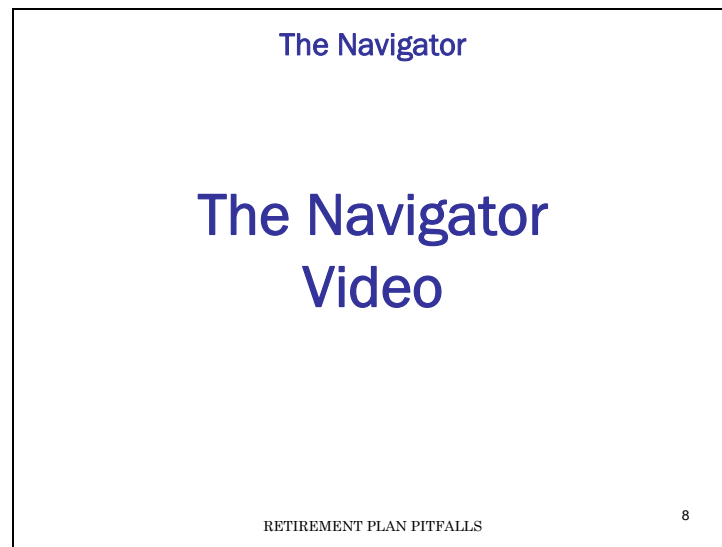 The Navigator
The Navigator
Video
RETIREMENT PLAN PITFALLS
8